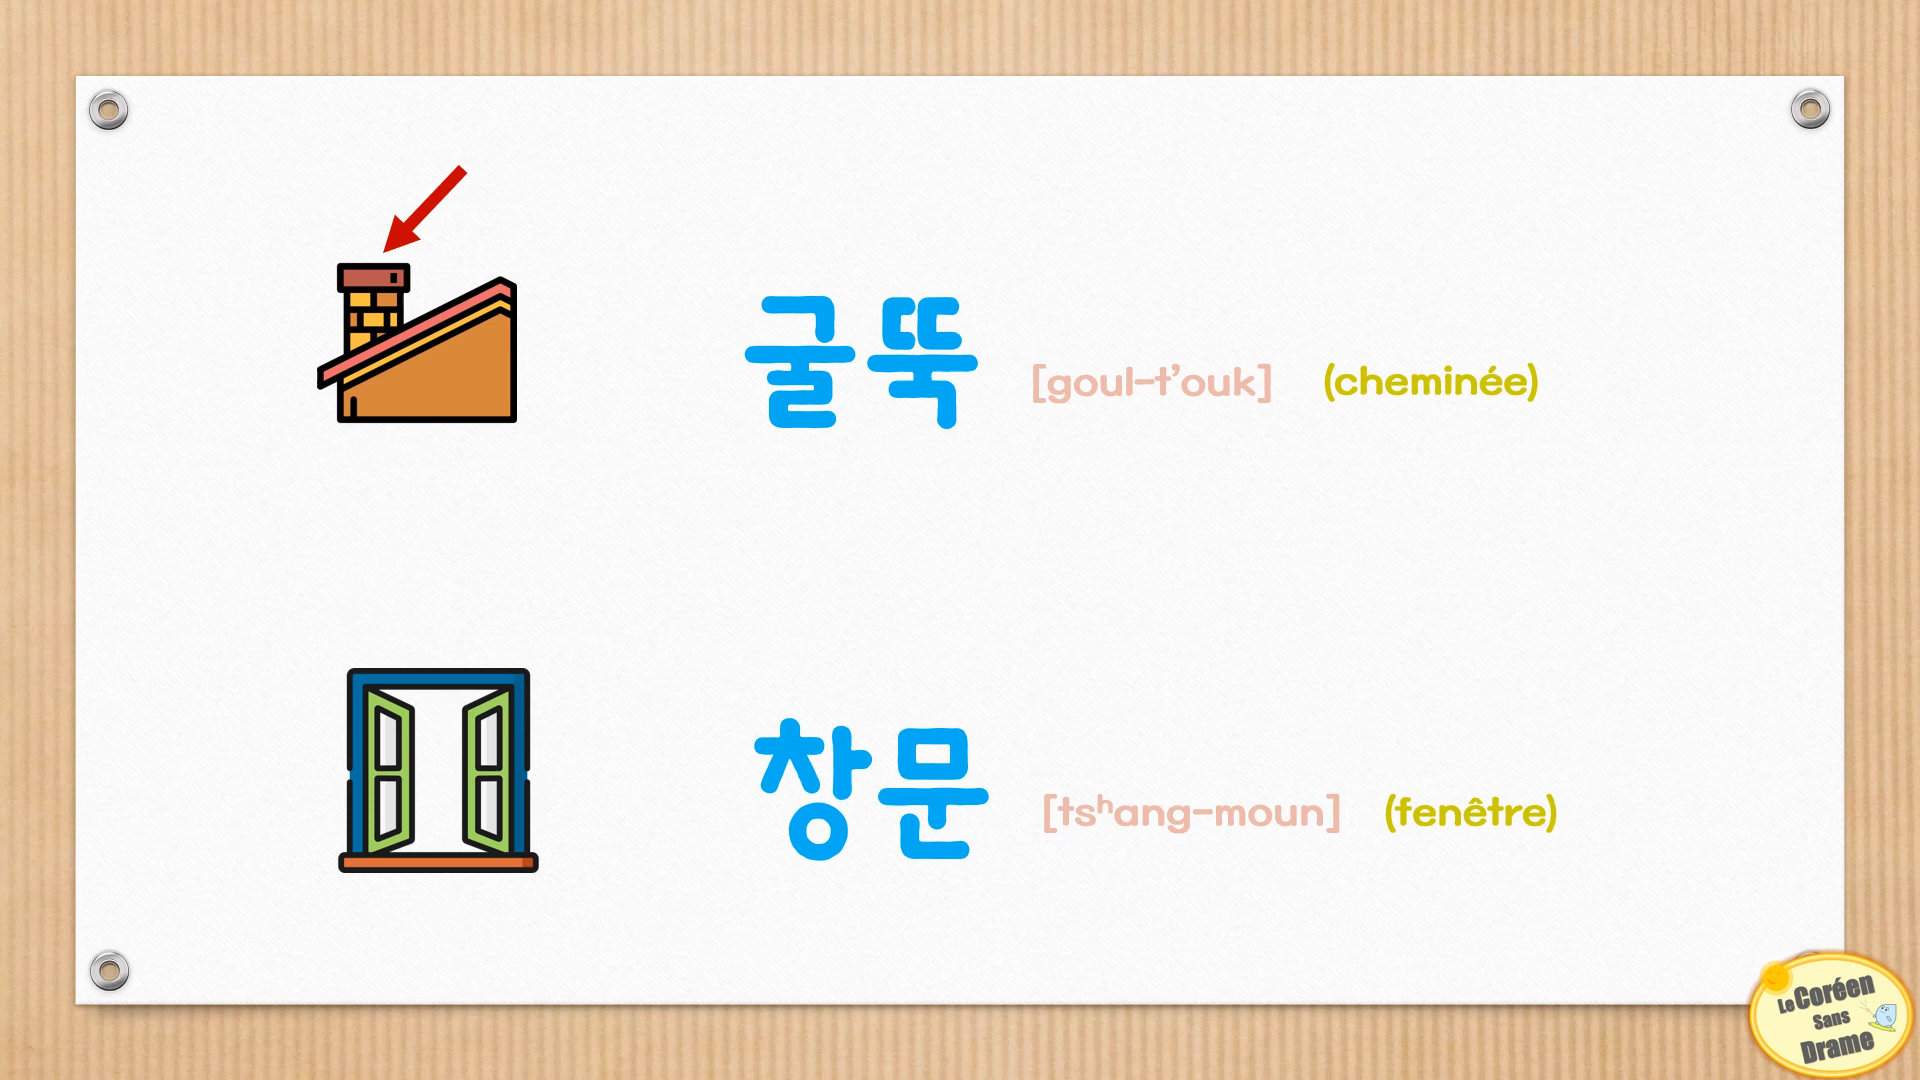 굴뚝 [goul-t'ouk] (cheminée)
창문 [tsʰang-moun] (fenêtre)
Le Coréen
Sans
Drame